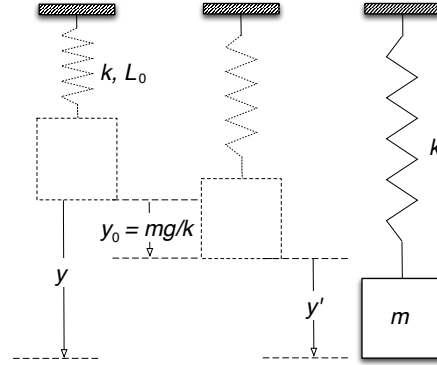 k, L₀
k
y₀ = mg/k
y
y'
m